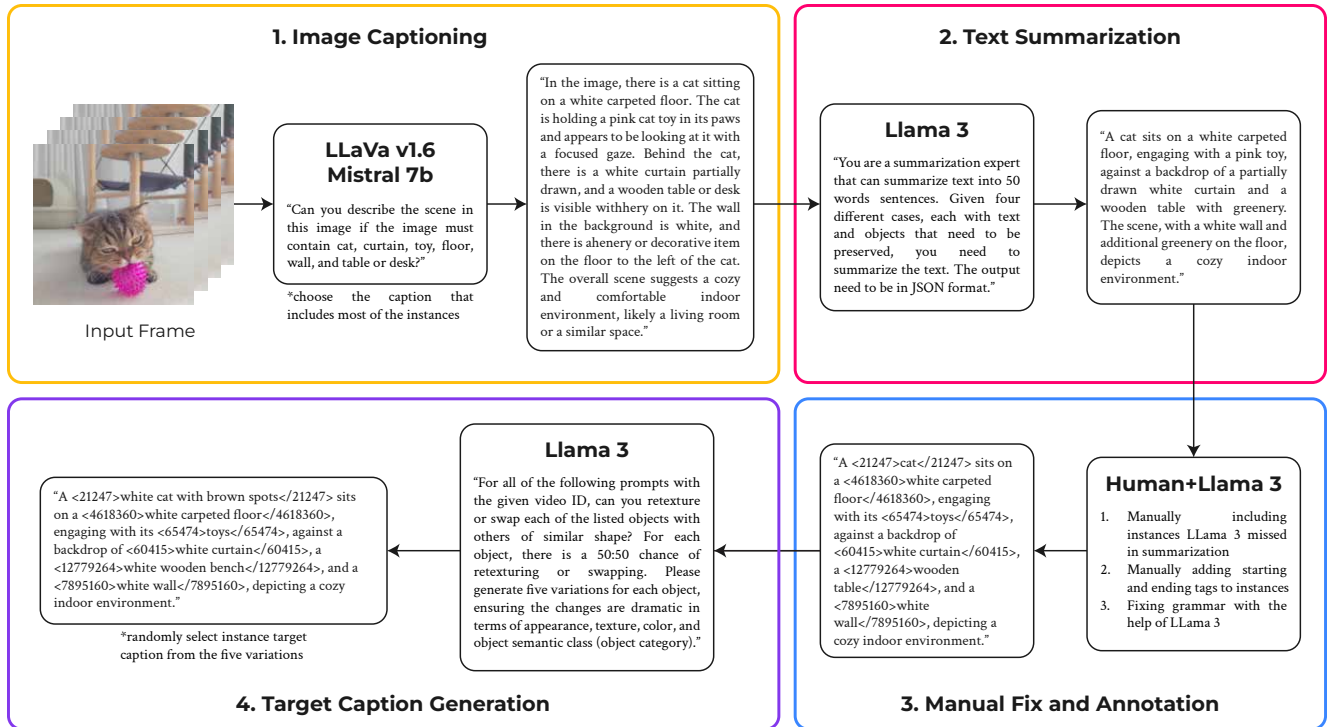 1. Image Captioning
Input Frame
LLaVa v1.6
Mistral 7b
“Can you describe the scene in
this image if the image must
contain cat, curtain, toy, floor,
wall, and table or desk?”
*choose the caption that
includes most of the instances
“In the image, there is a cat sitting
on a white carpeted floor. The cat
is holding a pink cat toy in its paws
and appears to be looking at it with
a focused gaze. Behind the cat,
there is a white curtain partially
drawn, and a wooden table or desk
is visible withhery on it. The wall
in the background is white, and
there is ahenery or decorative item
on the floor to the left of the cat.
The overall scene suggests a cozy
and comfortable indoor
environment, likely a living room
or a similar space.”
2. Text Summarization
Llama 3
“You are a summarization expert
that can summarize text into 50
words sentences. Given four
different cases, each with text
and objects that need to be
preserved, you need to
summarize the text. The output
need to be in JSON format.”
“A cat sits on a white carpeted
floor, engaging with a pink toy,
against a backdrop of a partially
drawn white curtain and a
wooden table with greenery.
The scene, with a white wall and
additional greenery on the floor,
depicts a cozy indoor
environment.”
Human+Llama 3
1. Manually including
instances LLama 3 missed
in summarization
2. Manually adding starting
and ending tags to instances
3. Fixing grammar with the
help of LLama 3
“A <21247>cat</21247> sits on
a <4618360>white carpeted
floor</4618360>, engaging
with its <65474>toys</65474>,
against a backdrop of
<60415>white curtain</60415>,
a <12779264>wooden
table</12779264>, and a
<7895160>white
wall</7895160>, depicting a
cozy indoor environment.”
3. Manual Fix and Annotation
Llama 3
“For all of the following prompts with
the given video ID, can you retexture
or swap each of the listed objects with
others of similar shape? For each
object, there is a 50:50 chance of
retexturing or swapping. Please
generate five variations for each object,
ensuring the changes are dramatic in
terms of appearance, texture, color, and
object semantic class (object category).”
“A <21247>white cat with brown spots</21247> sits
on a <4618360>white carpeted floor</4618360>,
engaging with its <65474>toys</65474>, against a
backdrop of <60415>white curtain</60415>, a
<12779264>white wooden bench</12779264>, and a
<7895160>white wall</7895160>, depicting a cozy
indoor environment.”
*randomly select instance target
caption from the five variations
4. Target Caption Generation